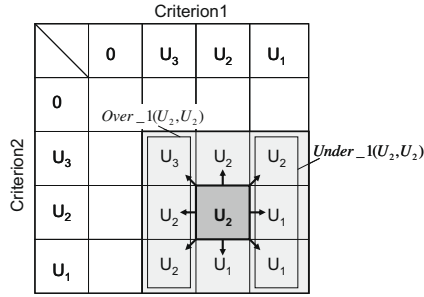 Criterion1
0 U₃ U₂ U₁
0
Over_1(U₂,U₂)
U₃ U₃ U₂ U₂ Under_1(U₂,U₂)
Criterion2
U₂ U₂ U₂ U₁
U₁ U₂ U₁ U₁